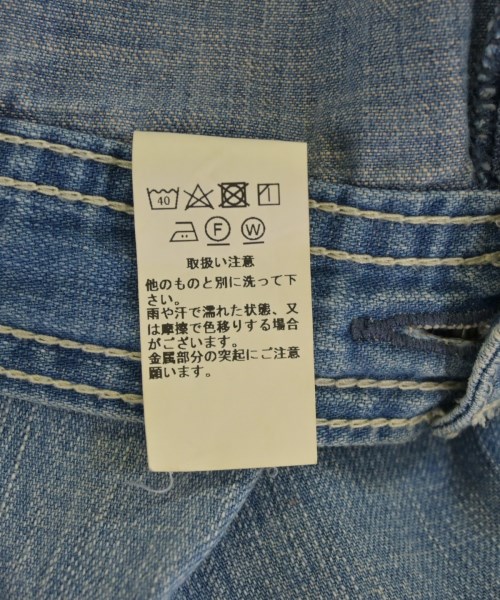 40
F W
取扱い注意
他のものと別に洗って下
さい。
雨や汗で濡れた状態、又
は摩擦で色移りする場合
がございます。
金属部分の突起にご注意
願います。